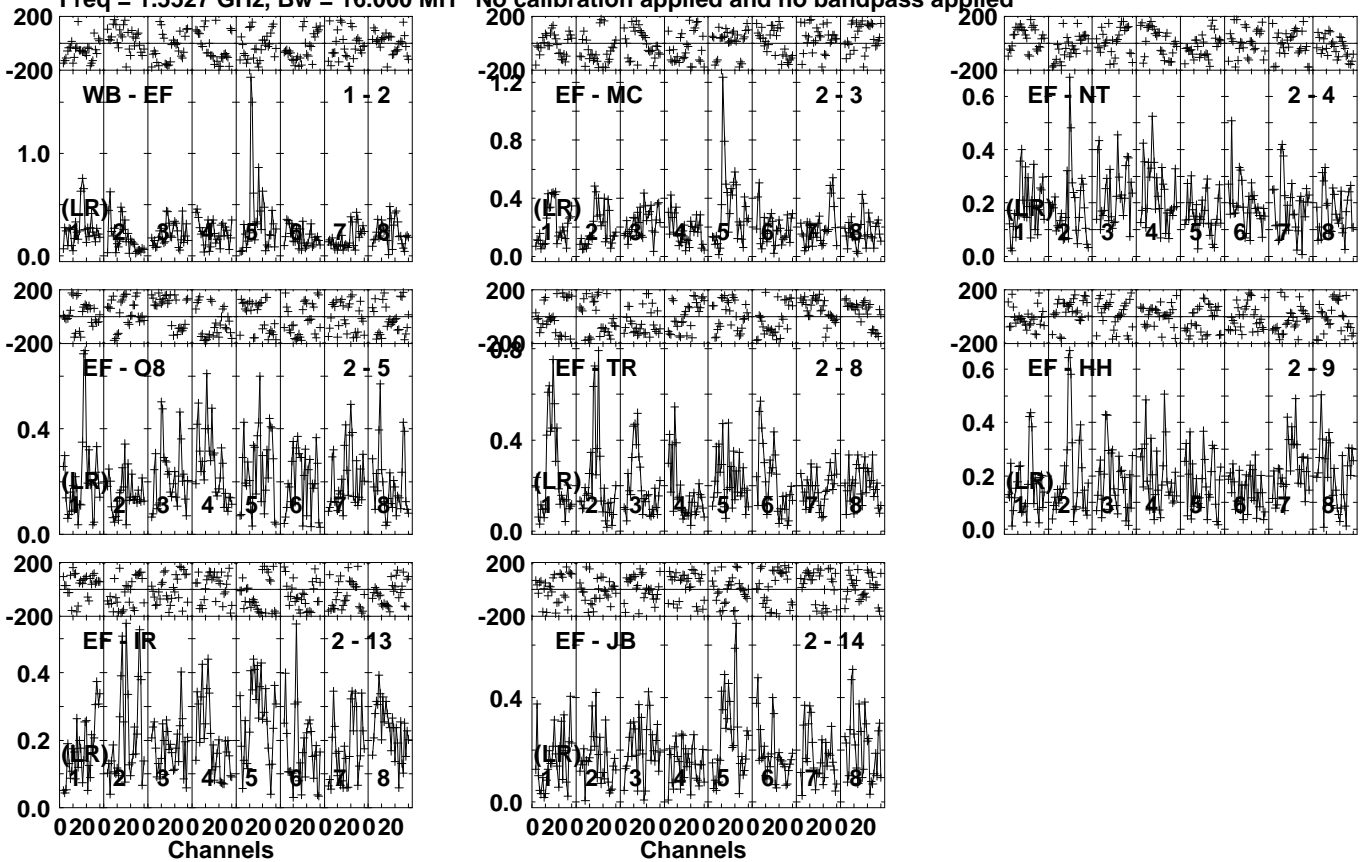 Freq = 1.5527 GHz, Bw = 16.000 MH No calibration applied and no bandpass applied
200
-200
WB - EF 1 - 2
1.0
0.0
(LR)
1 2 3 4 5 6 7 8
200
-200
1.2
EF - MC 2 - 3
0.8
0.4
0.0
(LR)
1 2 3 4 5 6 7 8
200
-200
EF - NT 2 - 4
0.6
0.4
0.2
0.0
(LR)
1 2 3 4 5 6 7 8
200
-200
EF - O8 2 - 5
0.4
0.0
(LR)
1 2 3 4 5 6 7 8
200
-200
0.8
EF - TR 2 - 8
0.4
0.0
(LR)
1 2 3 4 5 6 7 8
200
-200
EF - HH 2 - 9
0.6
0.4
0.2
0.0
(LR)
1 2 3 4 5 6 7 8
200
-200
EF - IR 2 - 13
0.4
0.2
0.0
(LR)
1 2 3 4 5 6 7 8
0 20 0 20 0 20 0 20 0 20 0 20 0 20 0 20
Channels
200
-200
EF - JB 2 - 14
0.4
0.0
(LR)
1 2 3 4 5 6 7 8
0 20 0 20 0 20 0 20 0 20 0 20 0 20 0 20
Channels